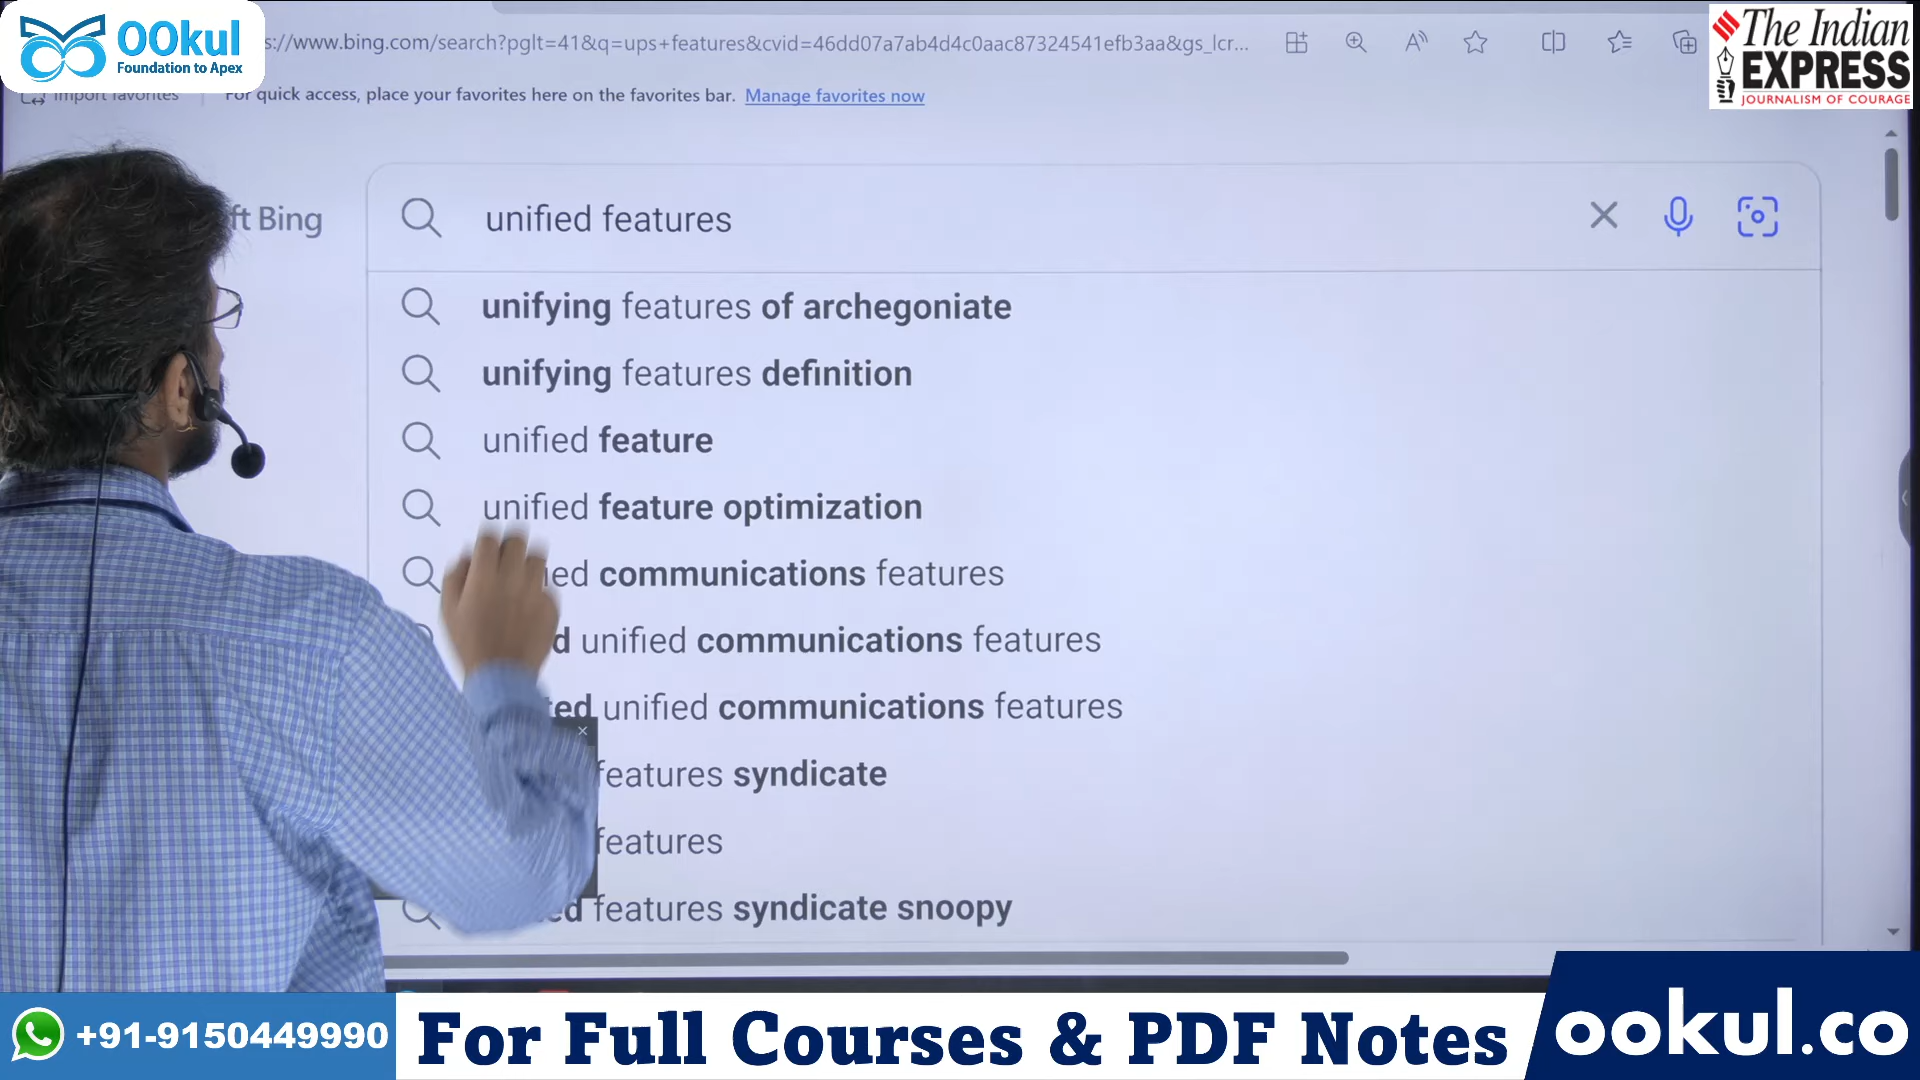 OOkul
Foundation to Apex
s://www.bing.com/search?pglt=41&q=ups+features&cvid=46dd07a7ab4d4c0aac87324541efb3aa&gs_lcr...
The Indian
EXPRESS
JOURNALISM OF COURAGE
Import favorites
For quick access, place your favorites here on the favorites bar. Manage favorites now
ft Bing
unified features
unifying features of archegoniate
unifying features definition
unified feature
unified feature optimization
ied communications features
d unified communications features
ted unified communications features
features syndicate
features
ed features syndicate snoopy
+91-9150449990
For Full Courses & PDF Notes
ookul.co